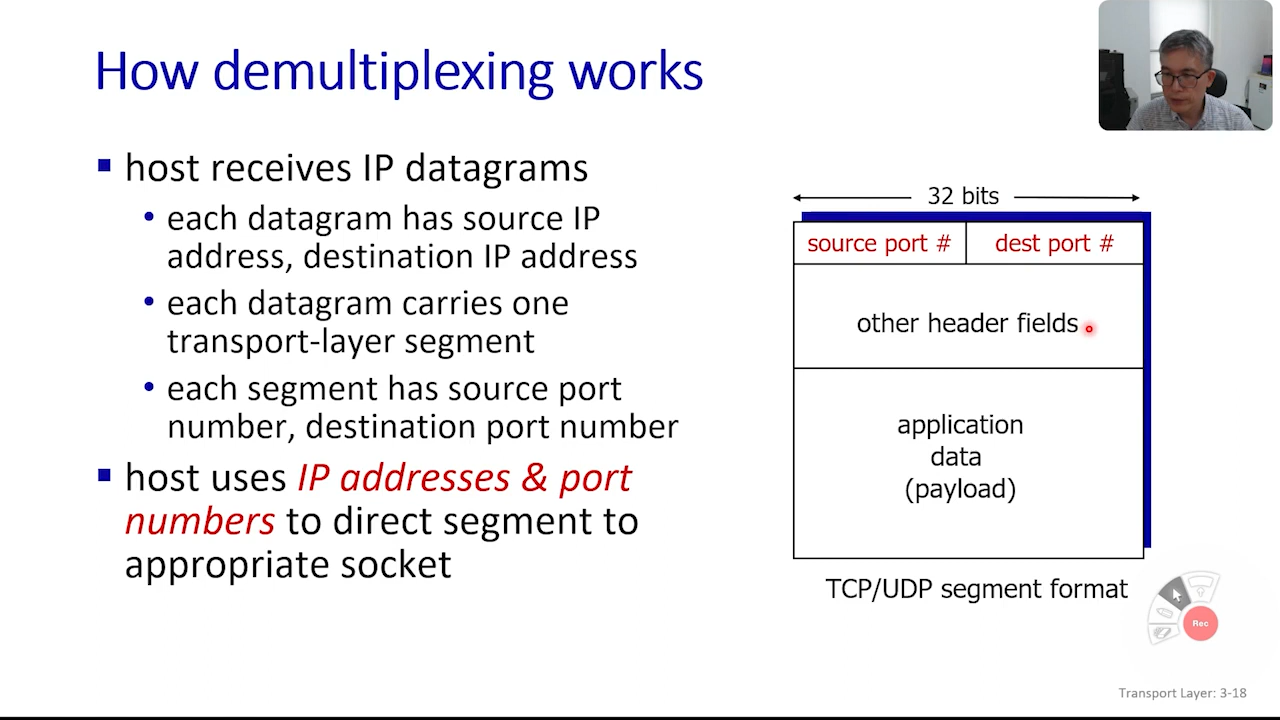 How demultiplexing works
host receives IP datagrams
each datagram has source IP
address, destination IP address
each datagram carries one
transport-layer segment
each segment has source port
number, destination port number
host uses IP addresses & port
numbers to direct segment to
appropriate socket
32 bits
source port # dest port #
other header fields
application
data
(payload)
TCP/UDP segment format
Rec
Transport Layer: 3-18